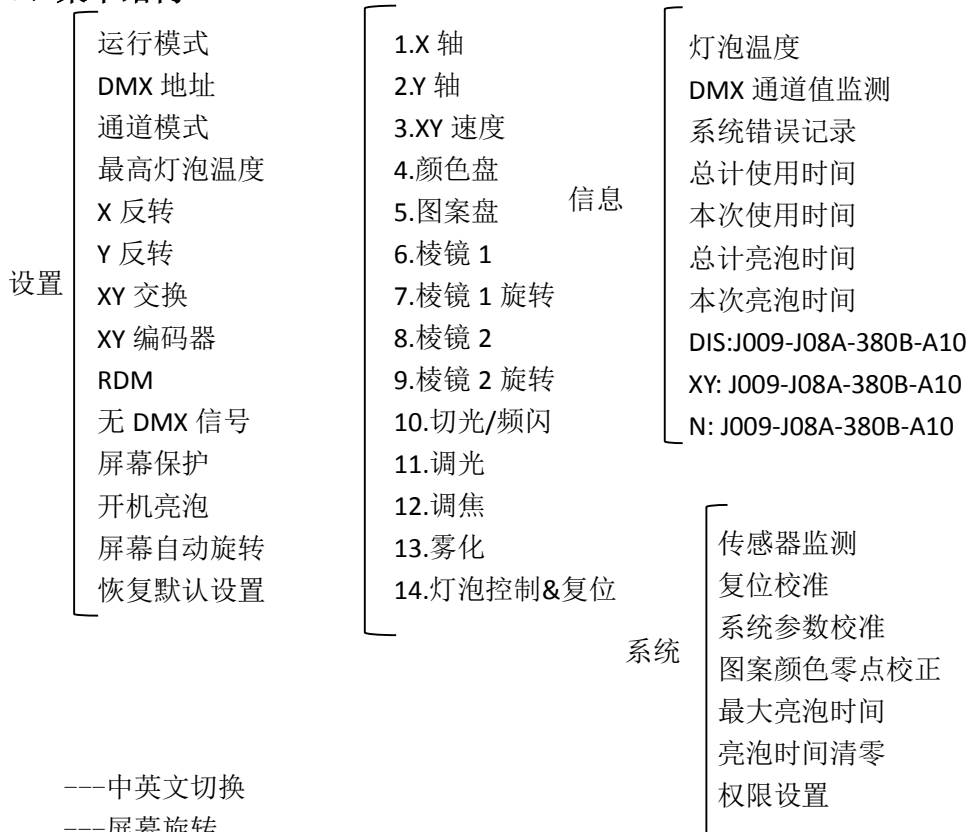 设置
运行模式
DMX 地址
通道模式
最高灯泡温度
X 反转
Y 反转
XY 交换
XY 编码器
RDM
无 DMX 信号
屏幕保护
开机亮泡
屏幕自动旋转
恢复默认设置
1.X 轴
2.Y 轴
3.XY 速度
4.颜色盘
5.图案盘
6.棱镜 1
7.棱镜 1 旋转
8.棱镜 2
9.棱镜 2 旋转
10.切光/频闪
11.调光
12.调焦
13.雾化
14.灯泡控制&复位
信息
灯泡温度
DMX 通道值监测
系统错误记录
总计使用时间
本次使用时间
总计亮泡时间
本次亮泡时间
DIS:J009-J08A-380B-A10
XY: J009-J08A-380B-A10
N: J009-J08A-380B-A10
系统
传感器监测
复位校准
系统参数校准
图案颜色零点校正
最大亮泡时间
亮泡时间清零
权限设置
---中英文切换
---屏幕旋转